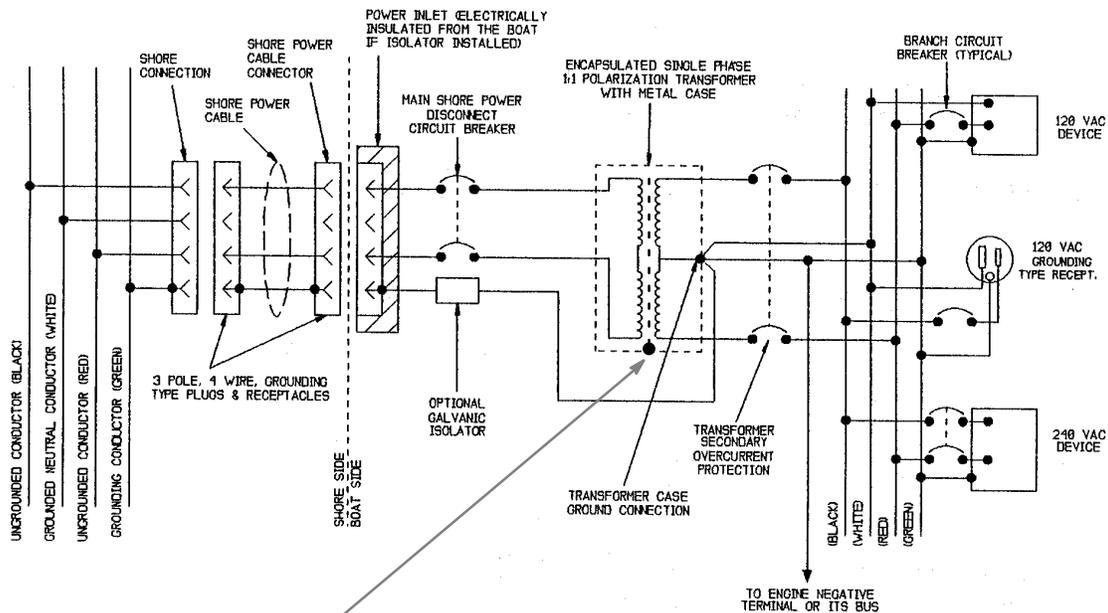 POWER INLET (ELECTRICALLY
INSULATED FROM THE BOAT
IF ISOLATOR INSTALLED)
SHORE POWER
CABLE
CONNECTOR
SHORE
CONNECTION
SHORE POWER
CABLE
MAIN SHORE POWER
DISCONNECT
CIRCUIT BREAKER
ENCAPSULATED SINGLE PHASE
1:1 POLARIZATION TRANSFORMER
WITH METAL CASE
BRANCH CIRCUIT
BREAKER (TYPICAL)
120 VAC
DEVICE
120 VAC
GROUNDING
TYPE RECEPT.
240 VAC
DEVICE
UNGROUNDED CONDUCTOR (BLACK)
GROUNDED NEUTRAL CONDUCTOR (WHITE)
UNGROUNDED CONDUCTOR (RED)
GROUNDING CONDUCTOR (GREEN)
3 POLE, 4 WIRE, GROUNDING
TYPE PLUGS & RECEPTACLES
SHORE SIDE
BOAT SIDE
OPTIONAL
GALVANIC
ISOLATOR
TRANSFORMER
SECONDARY
OVERCURRENT
PROTECTION
TRANSFORMER CASE
GROUND CONNECTION
(BLACK)
(WHITE)
(RED)
(GREEN)
TO ENGINE NEGATIVE
TERMINAL OR ITS BUS